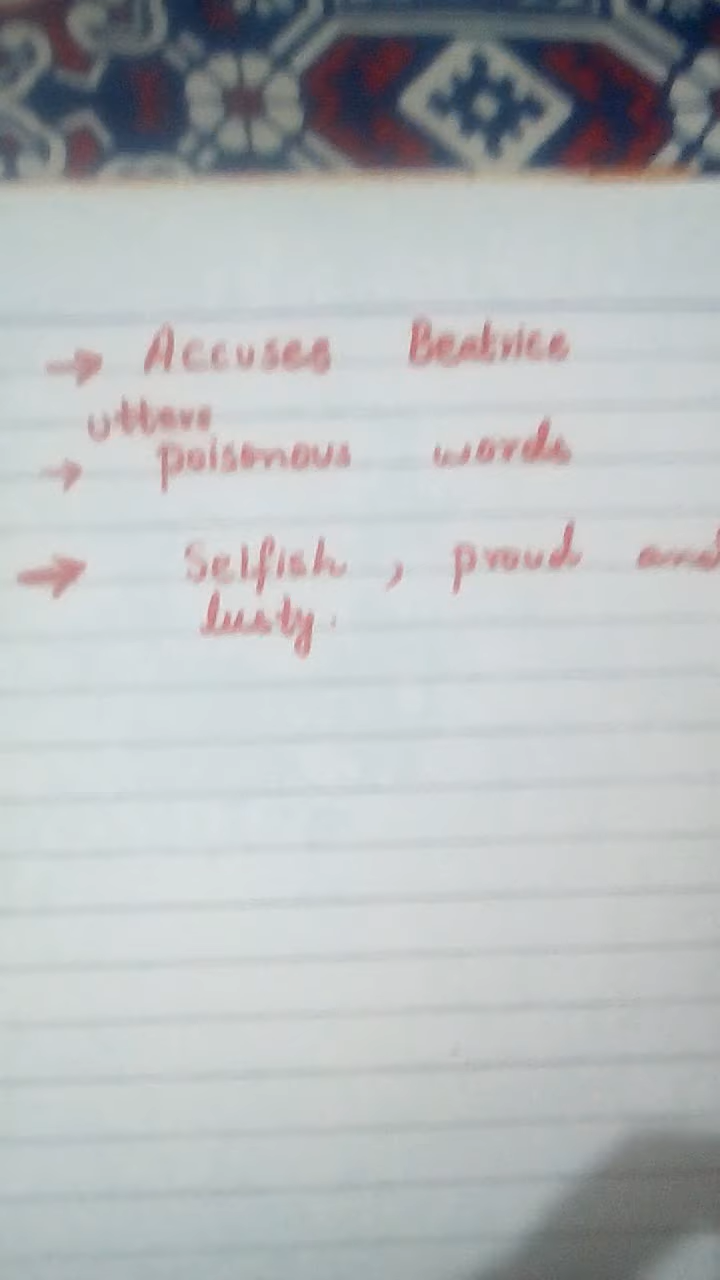 → Accuses Beatrice
utters
→ poisonous words
→ Selfish, proud and
lusty.